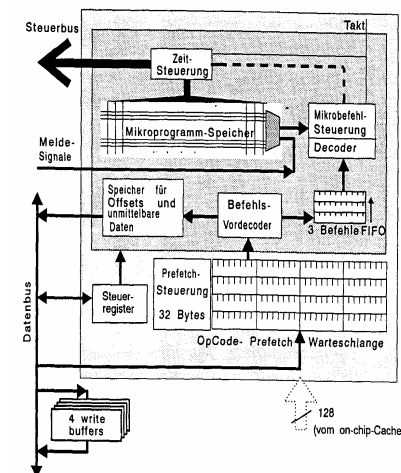 Takt
Steuerbus
Zeit-
Steuerung
Mikroprogramm-Speicher
Mikrobefehl-
Steuerung
Decoder
Melde-
Signale
Speicher für
Offsets und
unmittelbare
Daten
Befehls-
Vordecoder
3 Befehle FIFO
Datenbus
Steuer-
register
Prefetch-
Steuerung
32 Bytes
OpCode- Prefetch Warteschlange
4 write
buffers
128
(vom on-chip-Cache